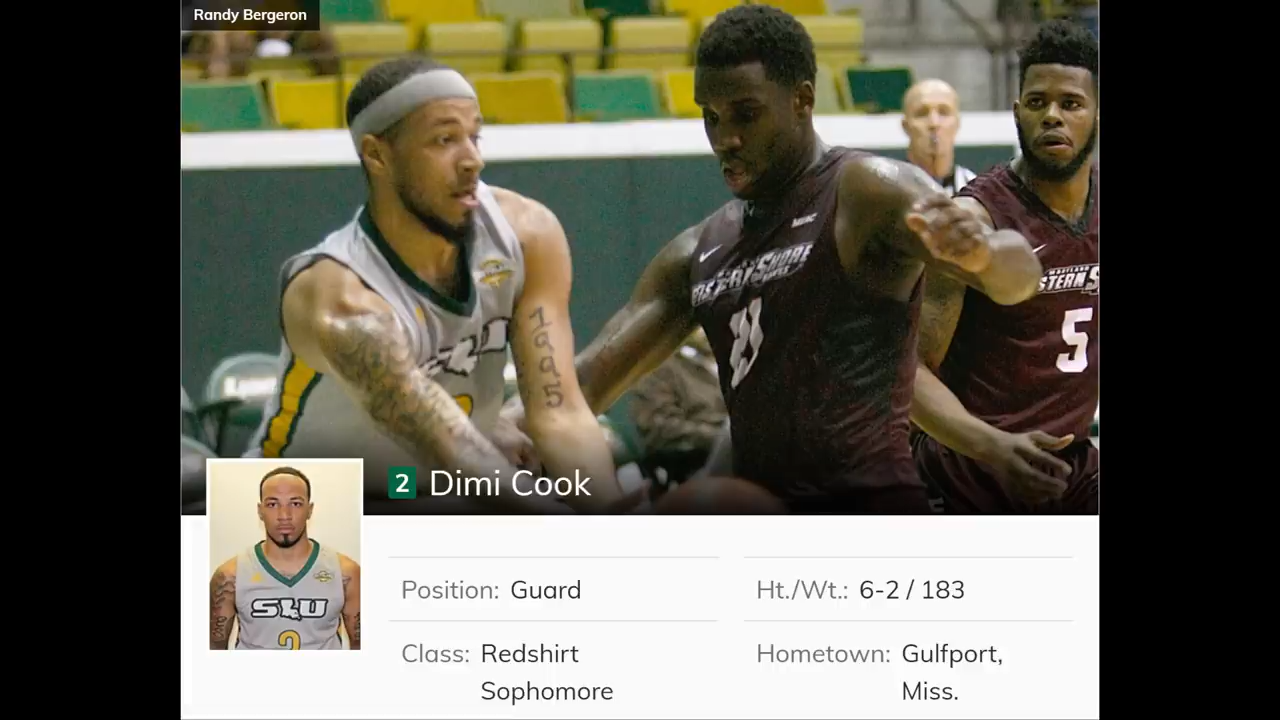 Randy Bergeron
1995
5
2 Dimi Cook
SLU
2
Position: Guard
Ht./Wt.: 6-2 / 183
Class: Redshirt
Sophomore
Hometown: Gulfport,
Miss.